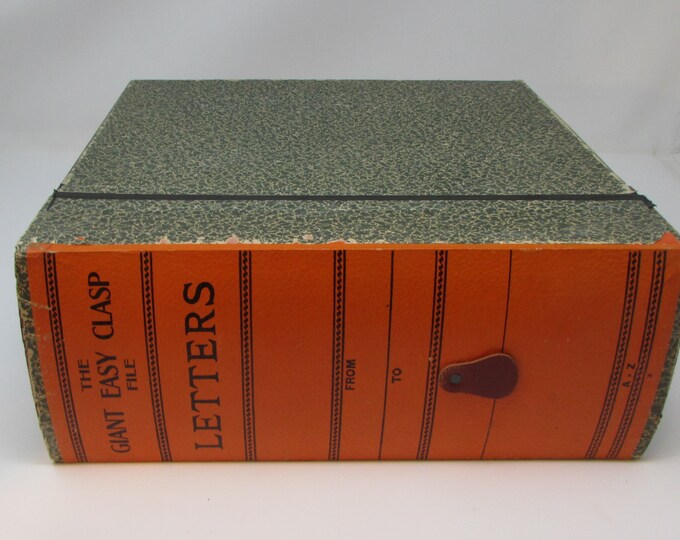 THE
GIANT EASY CLASP
FILE
LETTERS
FROM
TO
A-Z